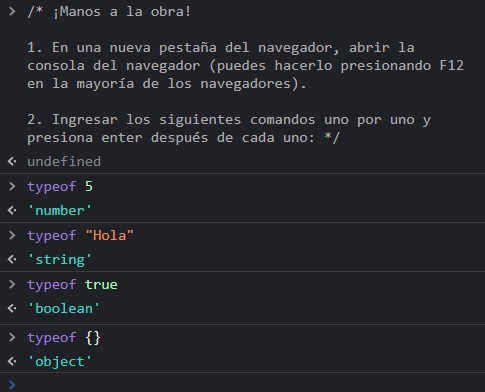 /* ¡Manos a la obra!
1. En una nueva pestaña del navegador, abrir la
consola del navegador (puedes hacerlo presionando F12
en la mayoría de los navegadores).
2. Ingresar los siguientes comandos uno por uno y
presiona enter después de cada uno: */
undefined
typeof 5
'number'
typeof "Hola"
'string'
typeof true
'boolean'
typeof {}
'object'